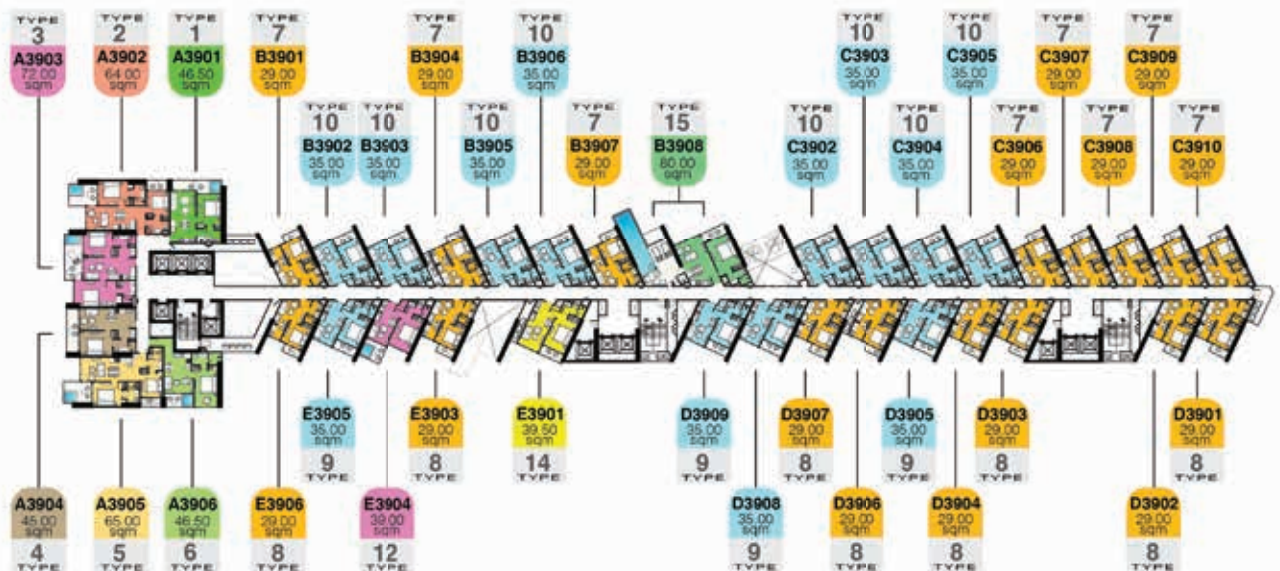 TYPE
3
A3903
72.00
sqm
TYPE
2
A3902
64.00
sqm
TYPE
1
A3901
46.50
sqm
TYPE
7
B3901
29.00
sqm
TYPE
7
B3904
29.00
sqm
TYPE
10
B3906
35.00
sqm
TYPE
10
C3903
35.00
sqm
TYPE
10
C3905
35.00
sqm
TYPE
7
C3907
29.00
sqm
TYPE
7
C3909
29.00
sqm
TYPE
10
B3902
35.00
sqm
TYPE
10
B3903
35.00
sqm
TYPE
10
B3905
35.00
sqm
TYPE
7
B3907
29.00
sqm
TYPE
15
B3908
60.00
sqm
TYPE
10
C3902
35.00
sqm
TYPE
10
C3904
35.00
sqm
TYPE
7
C3906
29.00
sqm
TYPE
7
C3908
29.00
sqm
TYPE
7
C3910
29.00
sqm
E3905
35.00
sqm
9
TYPE
E3903
29.00
sqm
8
TYPE
E3901
39.50
sqm
14
TYPE
D3909
35.00
sqm
9
TYPE
D3907
29.00
sqm
8
TYPE
D3905
35.00
sqm
9
TYPE
D3903
29.00
sqm
8
TYPE
D3901
29.00
sqm
8
TYPE
A3904
45.00
sqm
4
TYPE
A3905
65.00
sqm
5
TYPE
A3906
46.50
sqm
6
TYPE
E3906
29.00
sqm
8
TYPE
E3904
39.00
sqm
12
TYPE
D3908
35.00
sqm
9
TYPE
D3906
29.00
sqm
8
TYPE
D3904
29.00
sqm
8
TYPE
D3902
29.00
sqm
8
TYPE